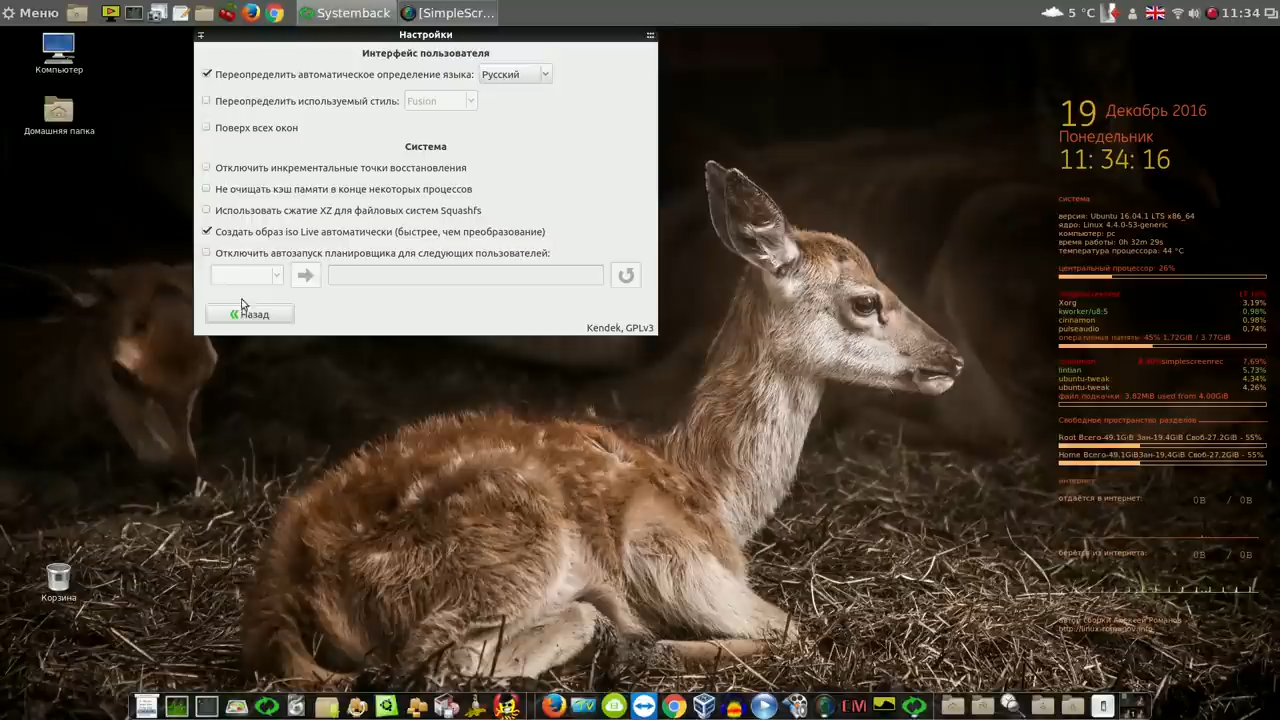 Меню
Systemback
[SimpleScr...
5 °C
11:34
Компьютер
Домашняя папка
Корзина
Настройки
Интерфейс пользователя
Переопределить автоматическое определение языка: Русский
Переопределить используемый стиль: Fusion
Поверх всех окон
Система
Отключить инкрементальные точки восстановления
Не очищать кэш памяти в конце некоторых процессов
Использовать сжатие XZ для файловых систем Squashfs
Создать образ iso Live автоматически (быстрее, чем преобразование)
Отключить автозапуск планировщика для следующих пользователей:
Назад
Kendek, GPLv3
19 Декабрь 2016
Понедельник
11: 34: 16
система
версия: Ubuntu 16.04.1 LTS x86_64
ядро: Linux 4.4.0-53-generic
компьютер: pc
время работы: 0h 32m 29s
температура процессора: 44 °C
центральный процессор: 26%
Xorg 3,19%
kworker/u8:5 0,98%
cinnamon 0,98%
pulseaudio 0,74%
оперативная память: 45% 1,72GiB / 3,77GiB
simplescreenrec 7,69%
lintian 5,73%
ubuntu-tweak 4,34%
ubuntu-tweak 4,26%
файл подкачки: 3,82MiB used from 4,00GiB
Свободное пространство разделов
Root Всего-49,1GiB Зан-19,4GiB Своб-27,2GiB - 55%
Home Всего-49,1GiBЗан-19,4GiB Своб-27,2GiB - 55%
интернет
отдаётся в интернет: 0B / 0B
берётся из интернета: 0B / 0B
автор сборки Алексей Романов